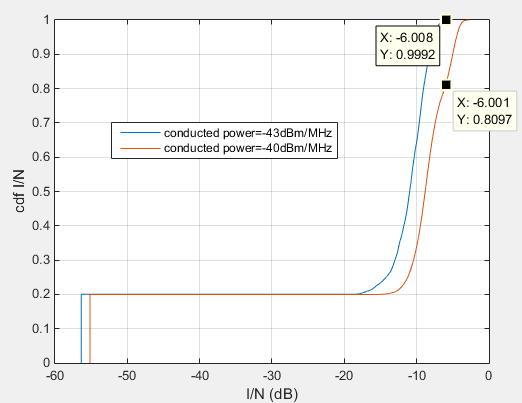 1
0.9
0.8
0.7
0.6
0.5
0.4
0.3
0.2
0.1
0
cdf I/N
X: -6.008
Y: 0.9992
X: -6.001
Y: 0.8097
conducted power=-43dBm/MHz
conducted power=-40dBm/MHz
-60 -50 -40 -30 -20 -10 0
I/N (dB)